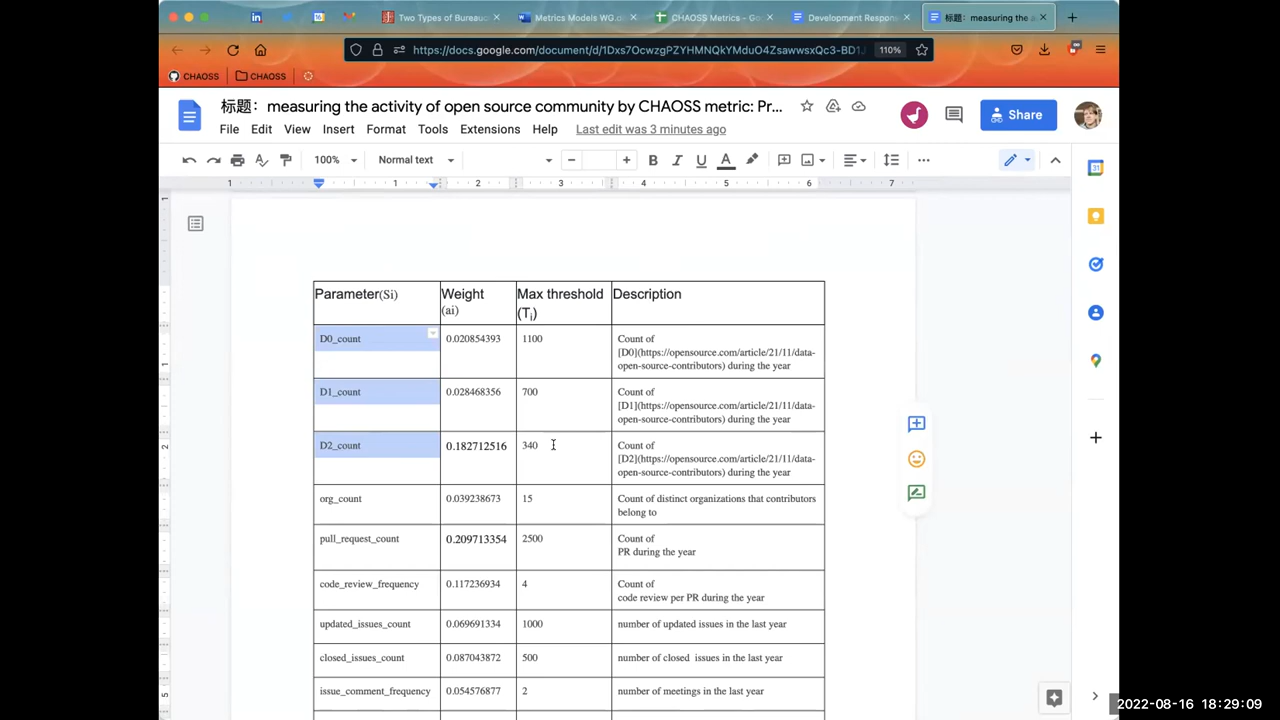 Two Types of Bureauc
Metrics Models WG.do
CHAOSS Metrics - Go
Development Respon
标题：measuring the a
https://docs.google.com/document/d/1Dxs7OcwzgPZYHMNQkYMduO4ZsawwsxQc3-BD1J
110%
CHAOSS
CHAOSS
标题：measuring the activity of open source community by CHAOSS metric: Pr...
Share
File Edit View Insert Format Tools Extensions Help Last edit was 3 minutes ago
100% Normal text
1 1 2 3 4 5 6 7
Parameter(Si) Weight (ai) Max threshold (Ti) Description
D0_count 0.020854393 1100 Count of
[D0](https://opensource.com/article/21/11/data-
open-source-contributors) during the year
D1_count 0.028468356 700 Count of
[D1](https://opensource.com/article/21/11/data-
open-source-contributors) during the year
D2_count 0.182712516 340 Count of
[D2](https://opensource.com/article/21/11/data-
open-source-contributors) during the year
org_count 0.039238673 15 Count of distinct organizations that contributors
belong to
pull_request_count 0.209713354 2500 Count of
PR during the year
code_review_frequency 0.117236934 4 Count of
code review per PR during the year
updated_issues_count 0.069691334 1000 number of updated issues in the last year
closed_issues_count 0.087043872 500 number of closed issues in the last year
issue_comment_frequency 0.054576877 2 number of meetings in the last year
2022-08-16 18:29:09